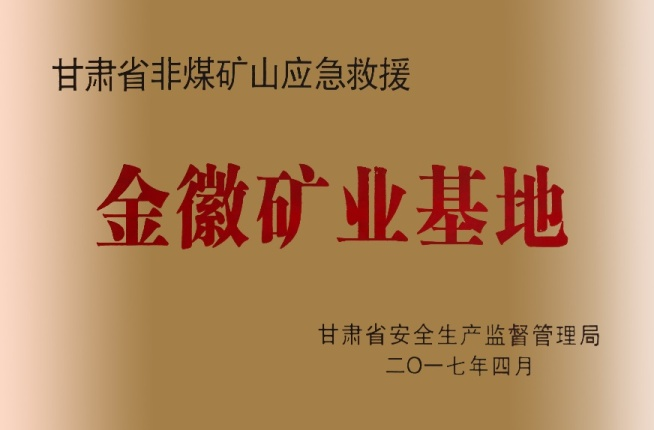 甘肃省非煤矿山应急救援
金徽矿业基地
甘肃省安全生产监督管理局
二〇一七年四月